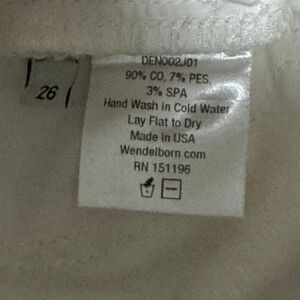 DEN002J01
90% CO, 7% PES,
3% SPA
Hand Wash in Cold Water
Lay Flat to Dry
Made in USA
Wendelborn.com
RN 151196
26